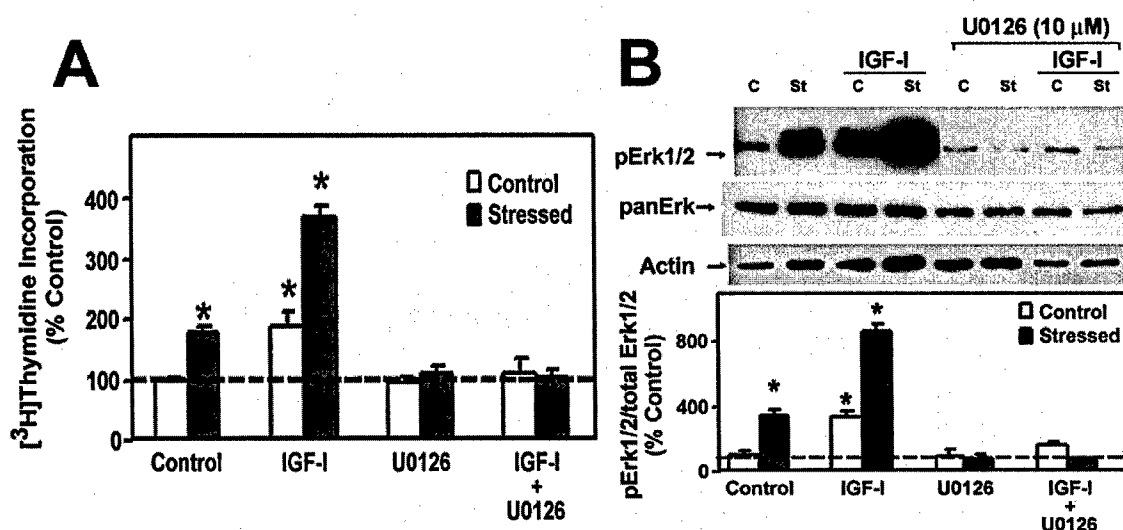 A
[³H]Thymidine Incorporation
(% Control)
400
300
200
100
0
*
*
*
Control
Stressed
Control
IGF-I
U0126
IGF-I
+
U0126
B
U0126 (10 µM)
IGF-I
IGF-I
C St C St C St C St
pErk1/2→
panErk→
Actin→
pErk1/2/total Erk1/2
(% Control)
800
400
0
*
*
*
Control
Stressed
Control
IGF-I
U0126
IGF-I
+
U0126